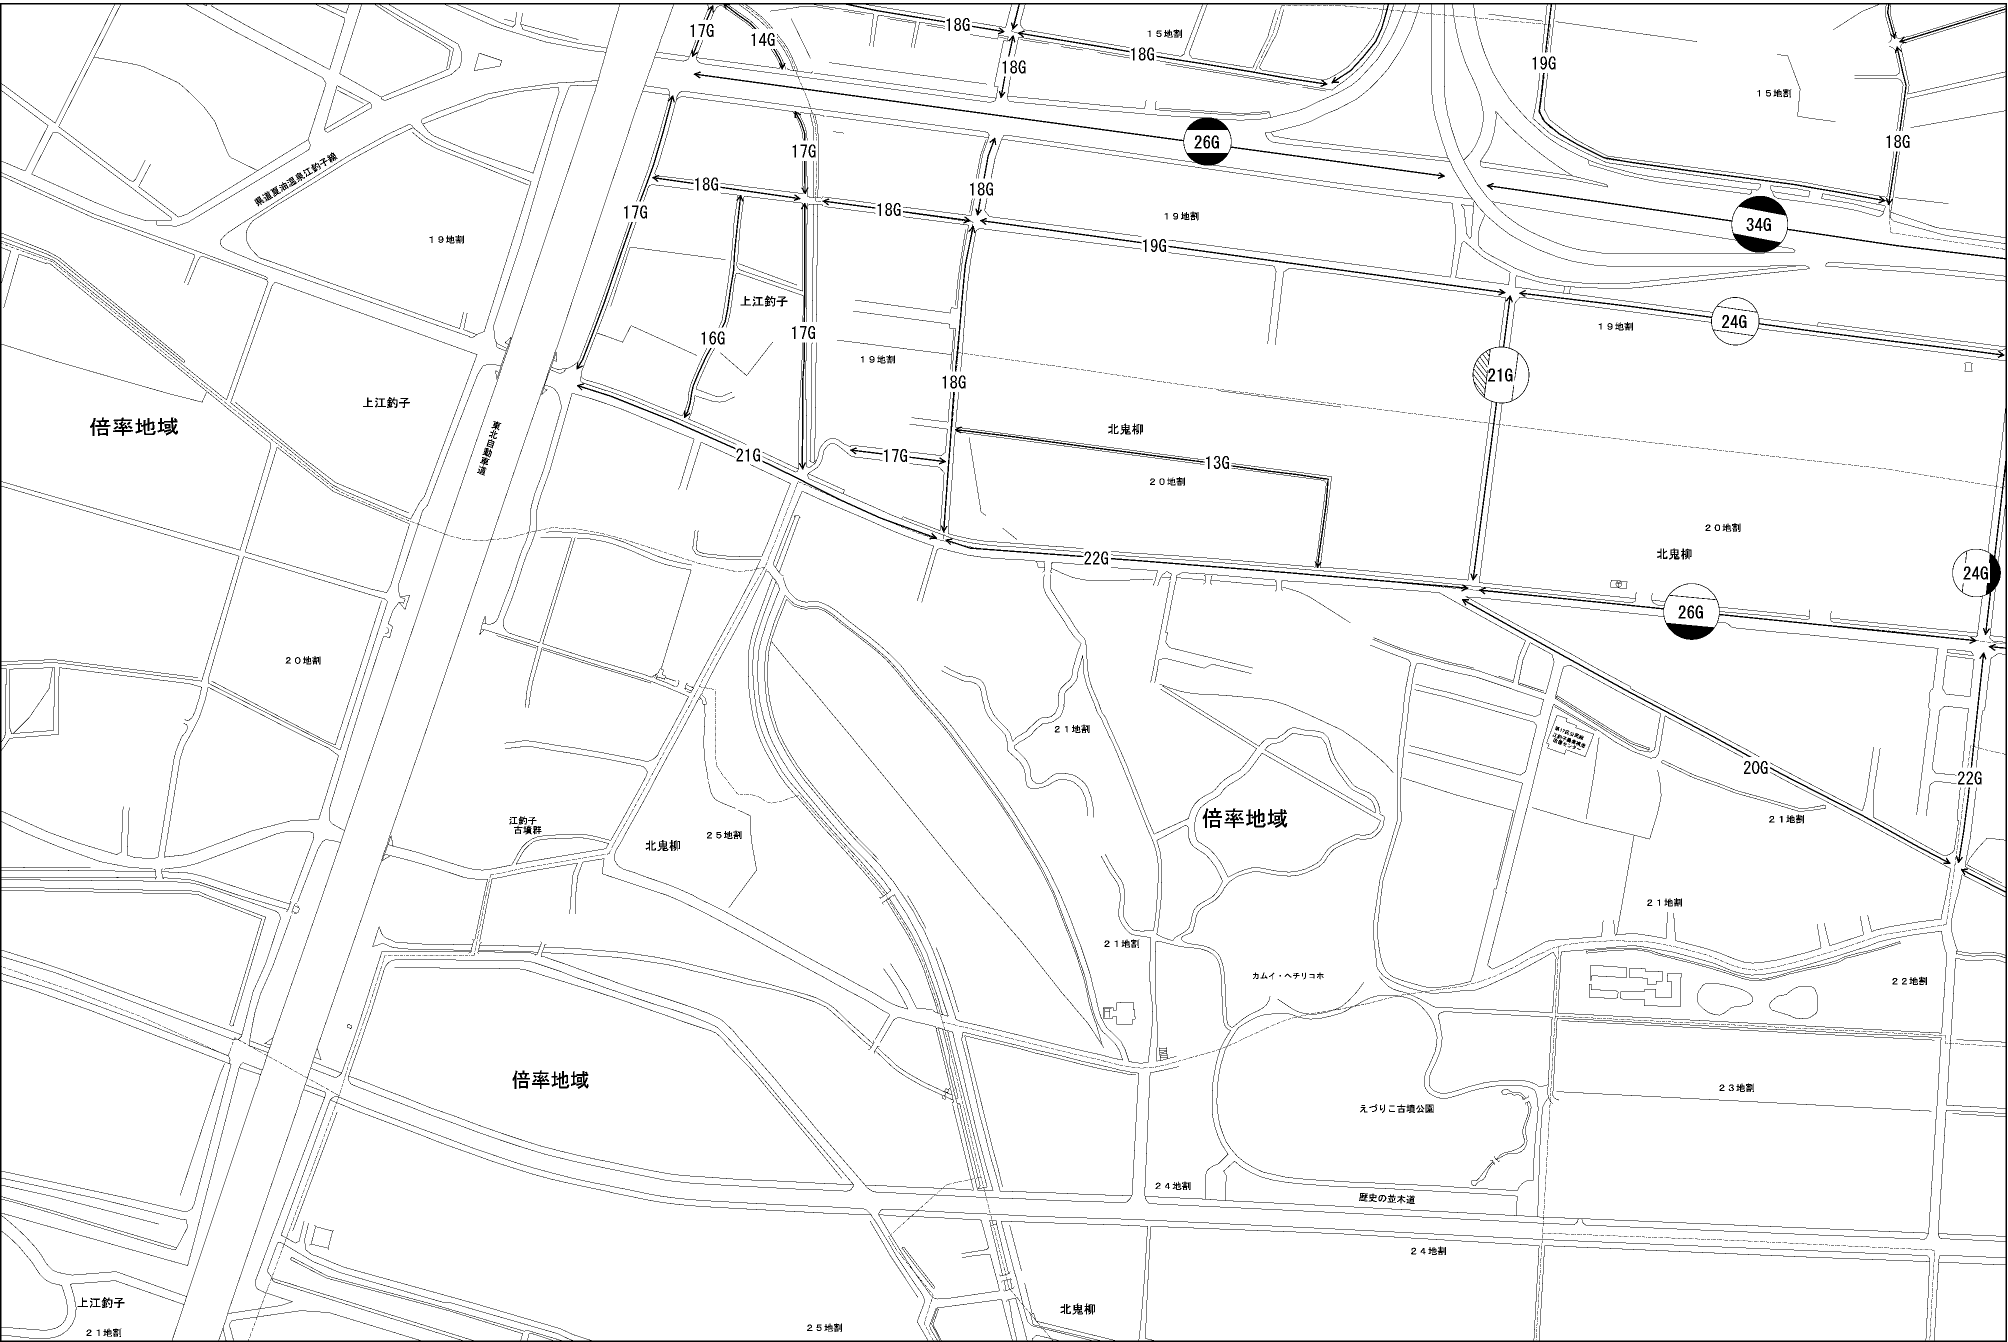 18G
17G
14G
15地割
18G
18G
19G
15地割
26G
18G
17G
県道夏油温泉江釣子線
18G
18G
17G
18G
19地割
34G
19地割
19G
上江釣子
24G
19地割
16G
17G
19地割
21G
18G
上江釣子
倍率地域
東北自動車道
北鬼柳
21G
17G
13G
20地割
20地割
北鬼柳
22G
24G
26G
20地割
21地割
20G
22G
倍率地域
21地割
江釣子
古墳群
25地割
北鬼柳
21地割
21地割
カムイ・ヘチリコホ
22地割
倍率地域
23地割
えづりこ古墳公園
24地割
歴史の並木道
24地割
上江釣子
北鬼柳
21地割
25地割